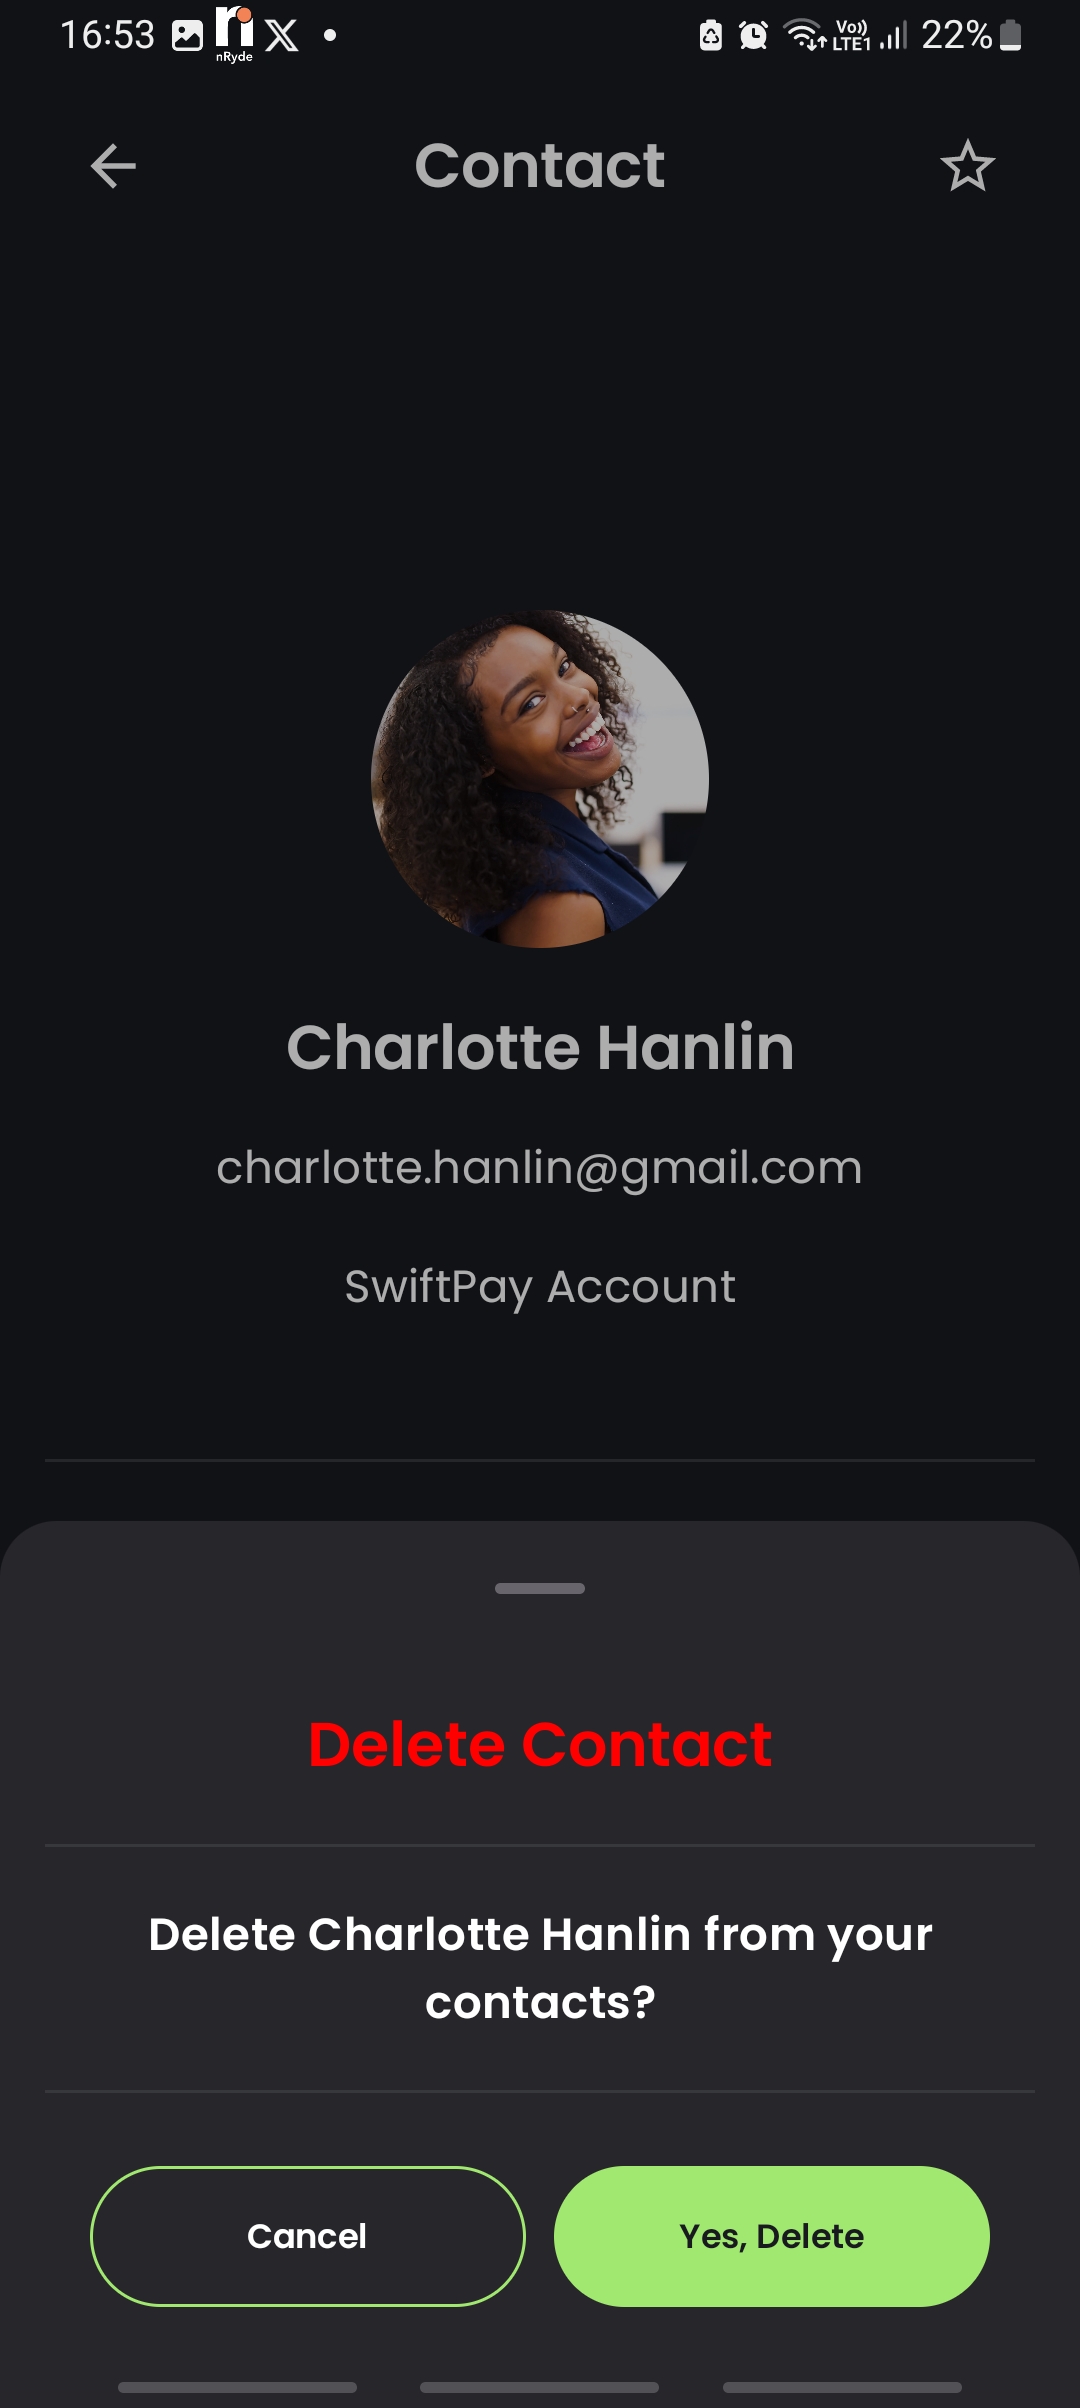 16:53 nRyde Vo)) LTE1 22%
Contact
Charlotte Hanlin
charlotte.hanlin@gmail.com
SwiftPay Account
Delete Contact
Delete Charlotte Hanlin from your
contacts?
Cancel Yes, Delete